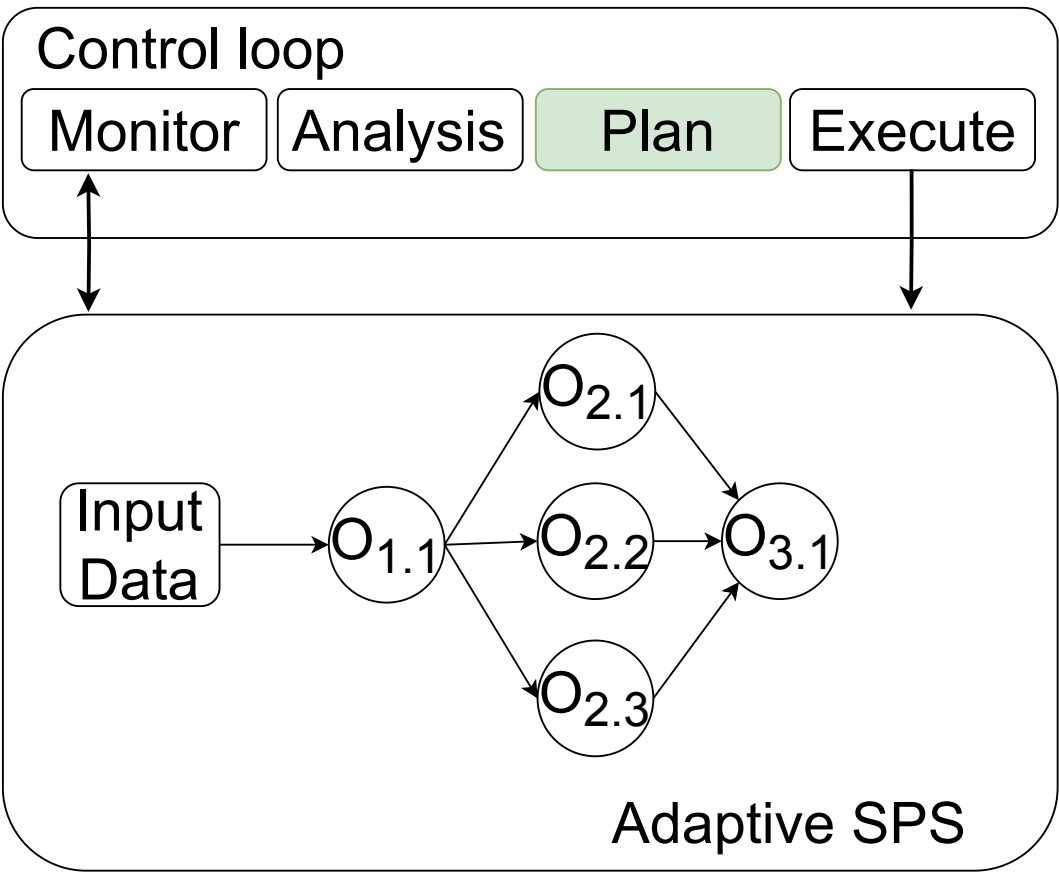 Control loop
Monitor Analysis Plan Execute
O2.1
Input
Data
O1.1 O2.2 O3.1
O2.3
Adaptive SPS